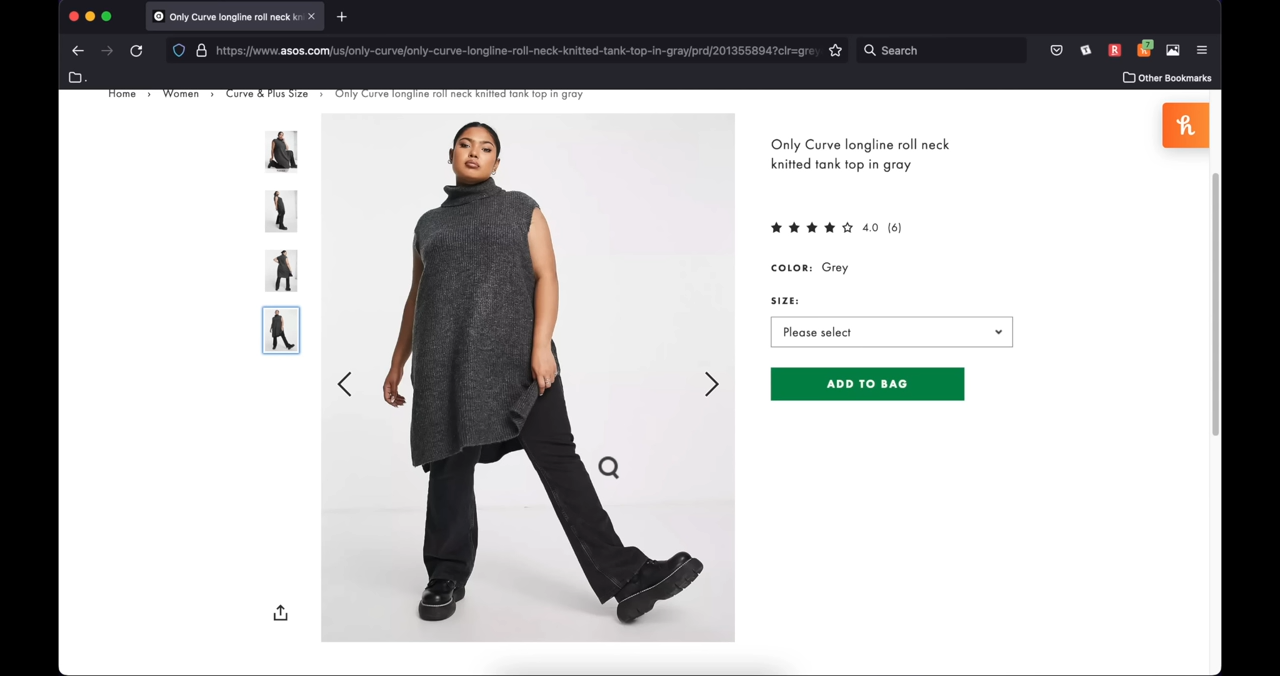 Only Curve longline roll neck kn
https://www.asos.com/us/only-curve/only-curve-longline-roll-neck-knitted-tank-top-in-gray/prd/201355894?clr=grey
Search
R
7
.
Other Bookmarks
Home › Women › Curve & Plus Size › Only Curve longline roll neck knitted tank top in gray
h
Only Curve longline roll neck
knitted tank top in gray
4.0 (6)
COLOR: Grey
SIZE:
Please select
ADD TO BAG